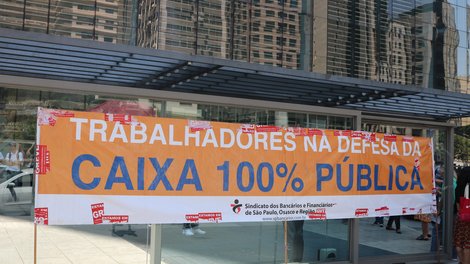 TRABALHADORES NA DEFESA DA
CAIXA 100% PÚBLICA
Sindicato dos Bancários e Financiários
de São Paulo, Osasco e Região